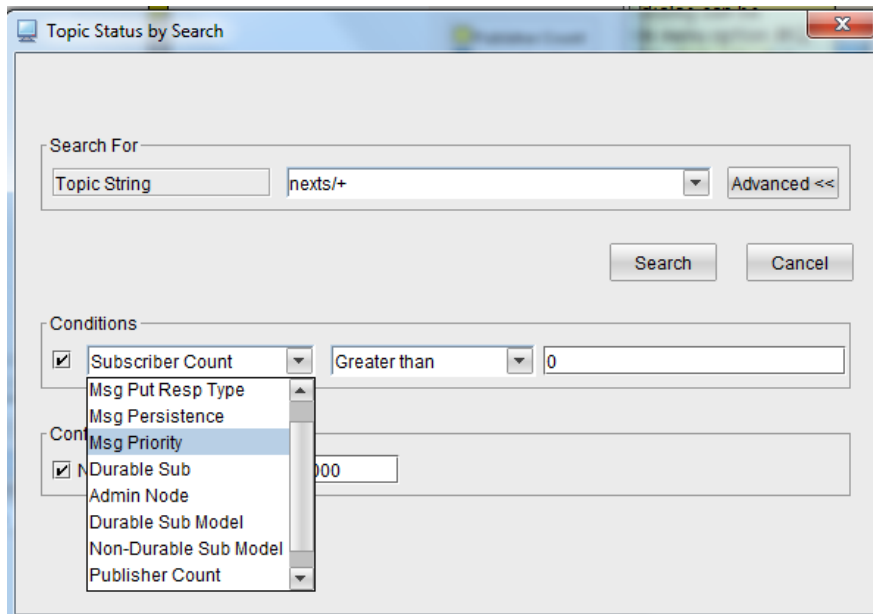 Topic Status by Search
Search For
Topic String
nexts/+
Advanced <<
Search
Cancel
Conditions
Subscriber Count
Greater than
0
Msg Put Resp Type
Msg Persistence
Msg Priority
Durable Sub
Admin Node
Durable Sub Model
Non-Durable Sub Model
Publisher Count